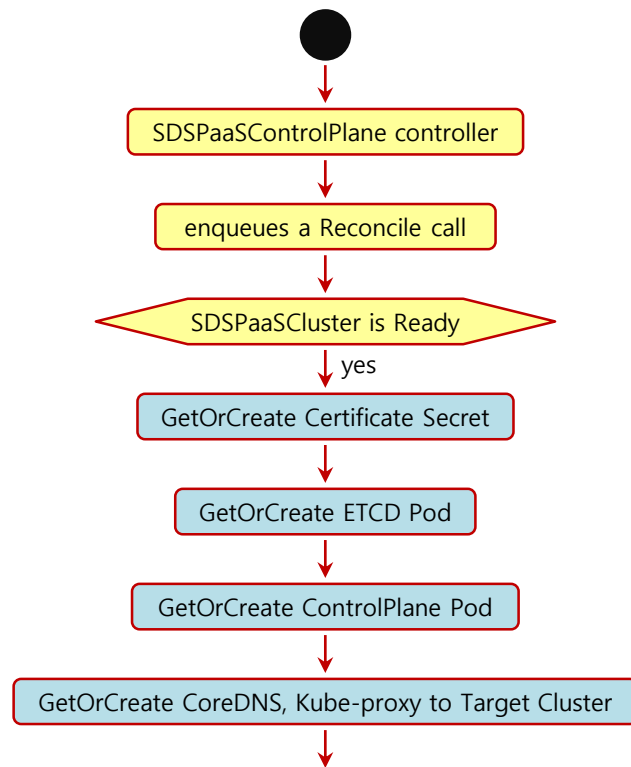 SDSPaaSControlPlane controller
enqueues a Reconcile call
SDSPaaSCluster is Ready
yes
GetOrCreate Certificate Secret
GetOrCreate ETCD Pod
GetOrCreate ControlPlane Pod
GetOrCreate CoreDNS, Kube-proxy to Target Cluster